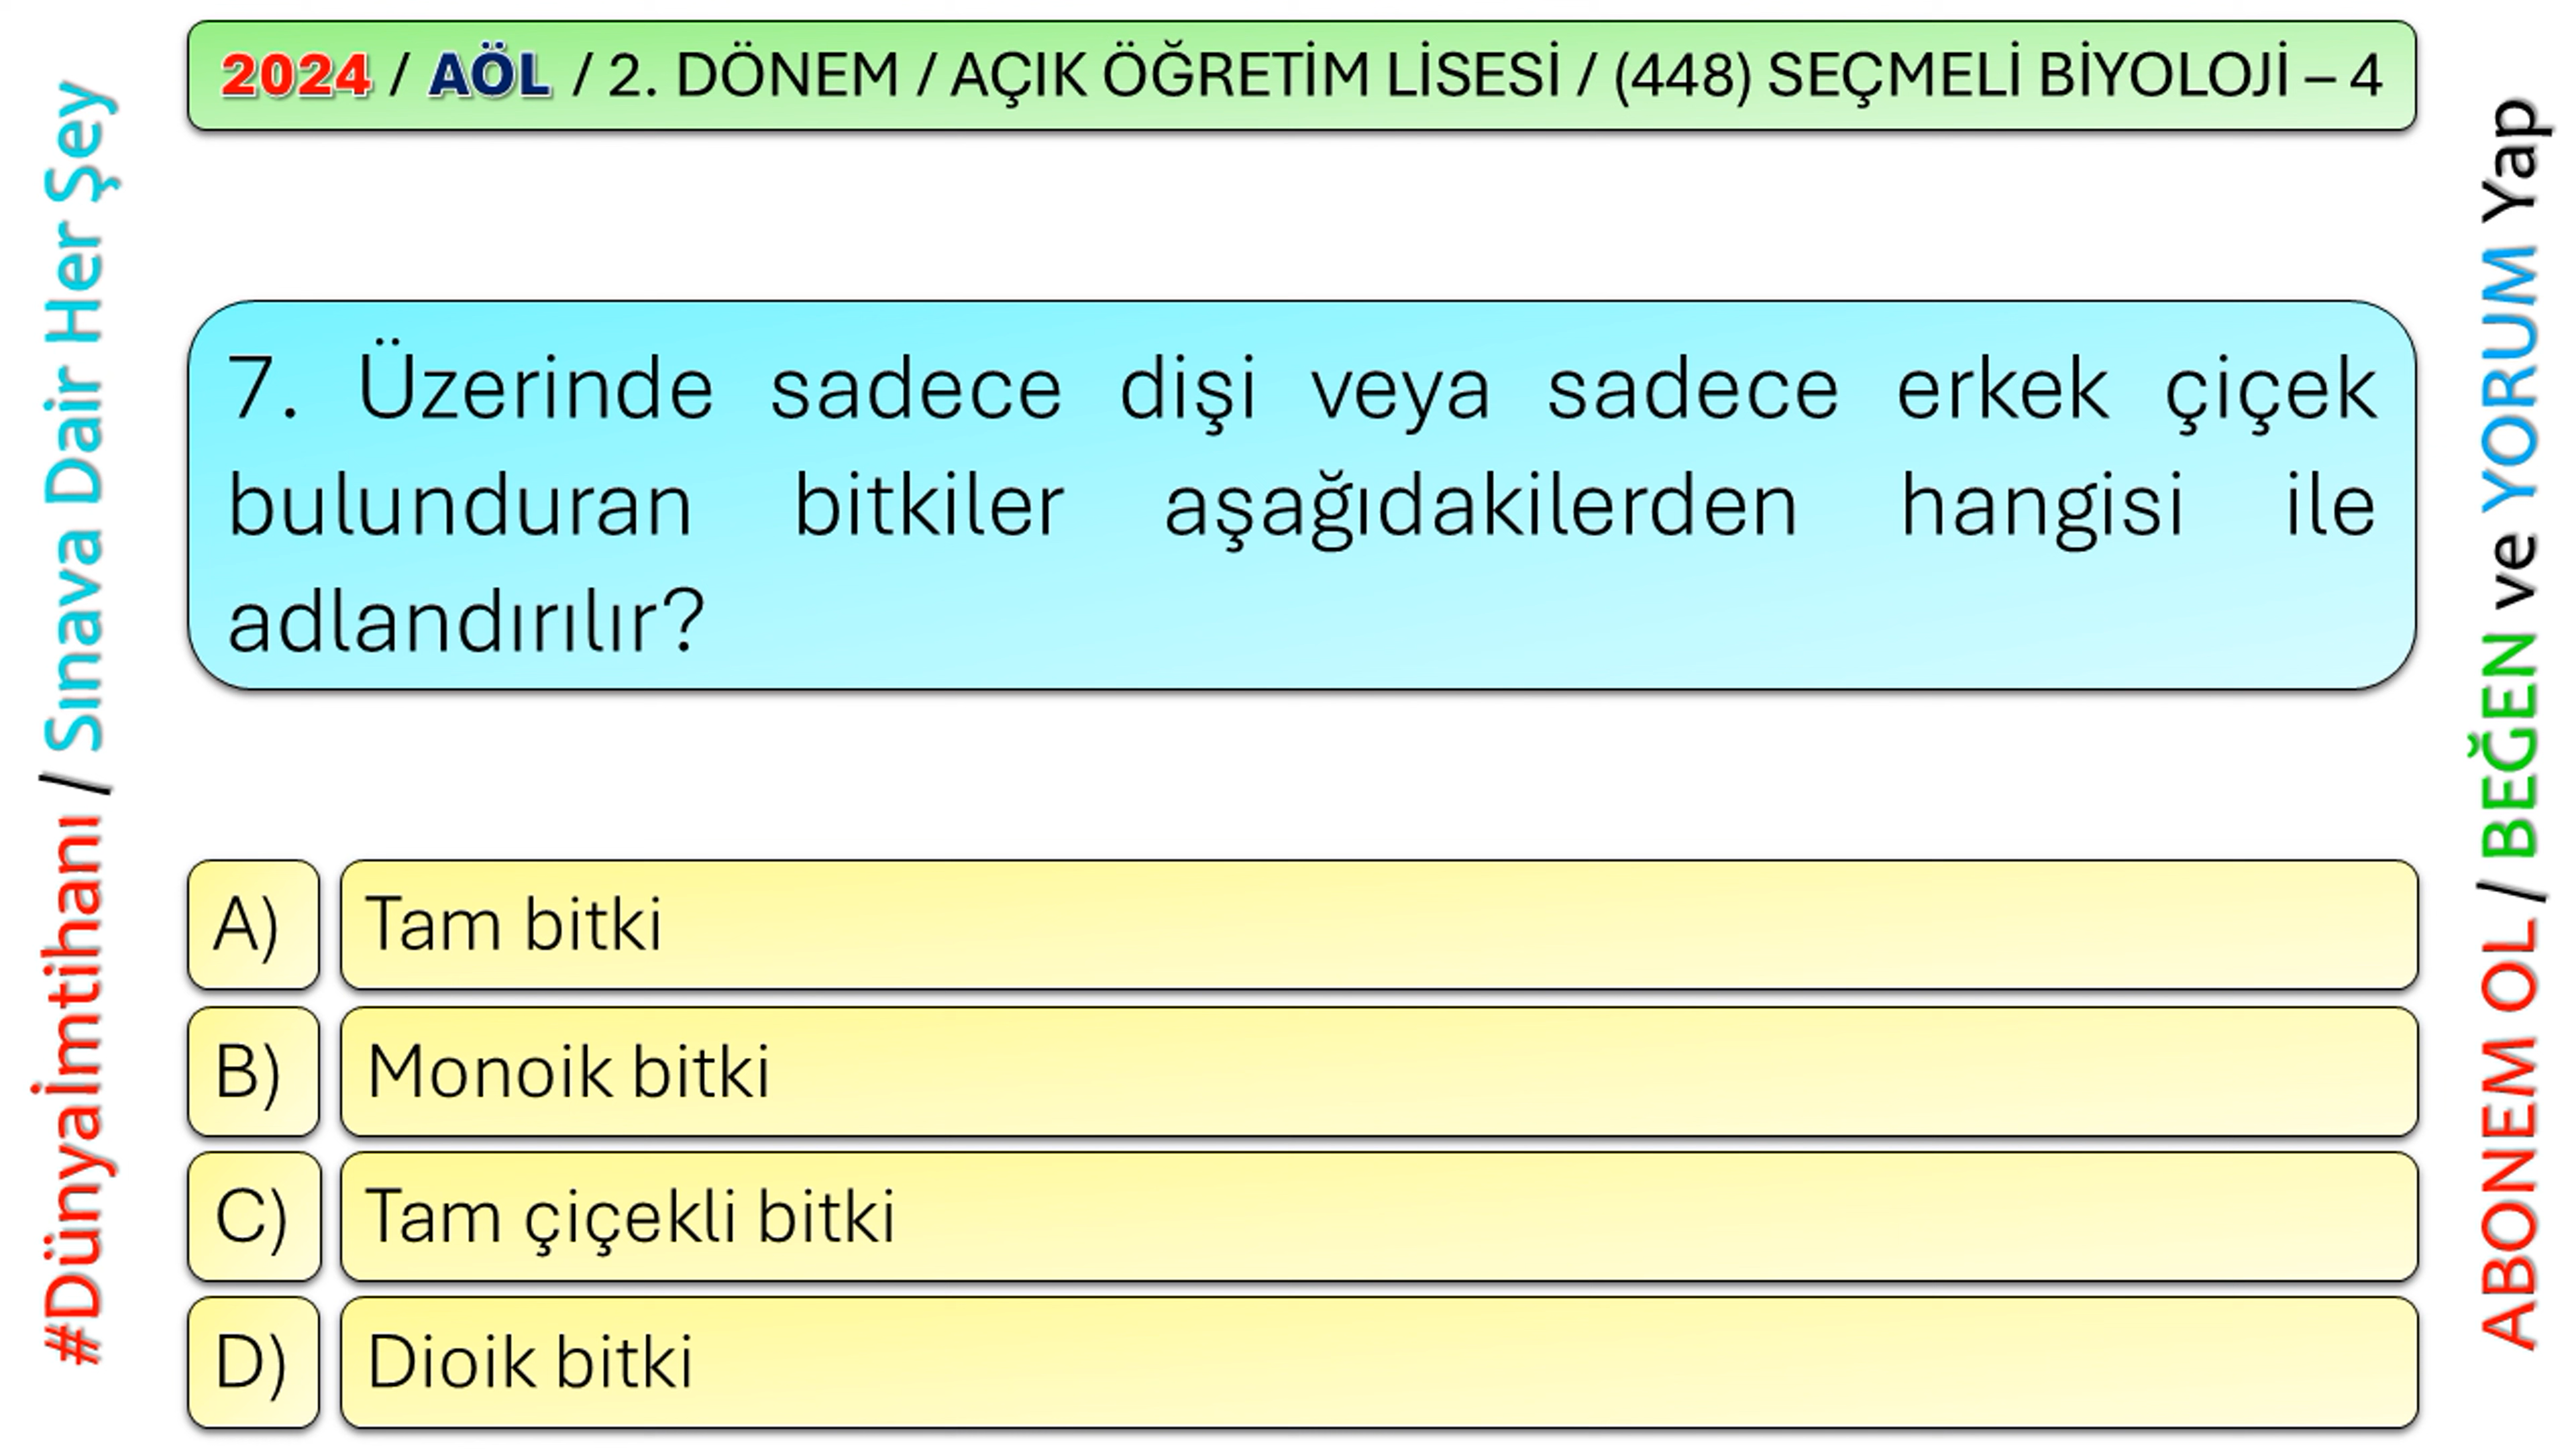 2024 / AÖL / 2. DÖNEM / AÇIK ÖĞRETİM LİSESİ / (448) SEÇMELİ BİYOLOJİ – 4
#Dünyaİmtihanı / Sınava Dair Her Şey
7. Üzerinde sadece dişi veya sadece erkek çiçek
bulunduran bitkiler aşağıdakilerden hangisi ile
adlandırılır?
A) Tam bitki
B) Monoik bitki
C) Tam çiçekli bitki
D) Dioik bitki
ABONEM OL / BEĞEN ve YORUM Yap